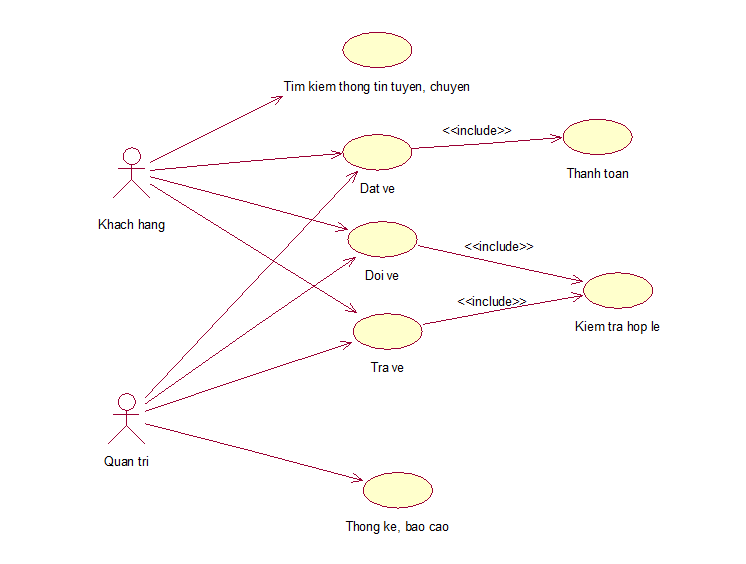 Tim kiem thong tin tuyen, chuyen
<<include>>
Thanh toan
Dat ve
Khach hang
<<include>>
Doi ve
<<include>>
Kiem tra hop le
Tra ve
Quan tri
Thong ke, bao cao